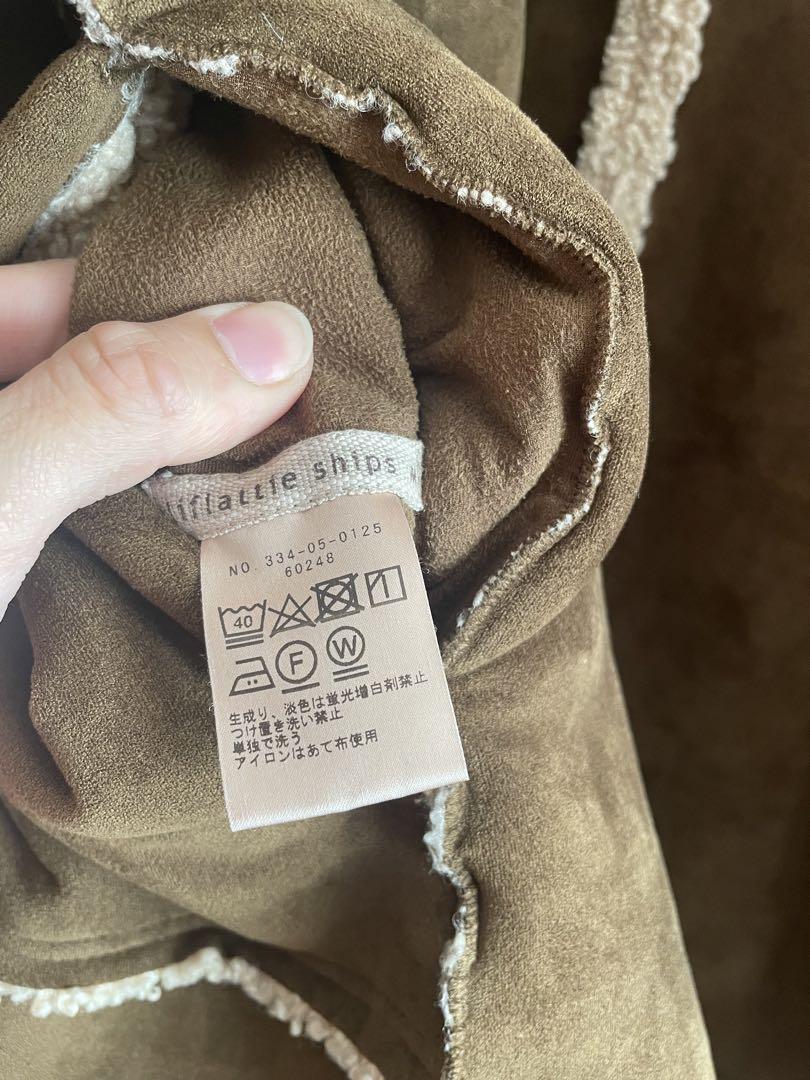 iflattie ships
NO. 334-05-0125
60248
40
F
W
生成り、淡色は蛍光増白剤禁止
つけ置き洗い禁止
単独で洗う
アイロンはあて布使用